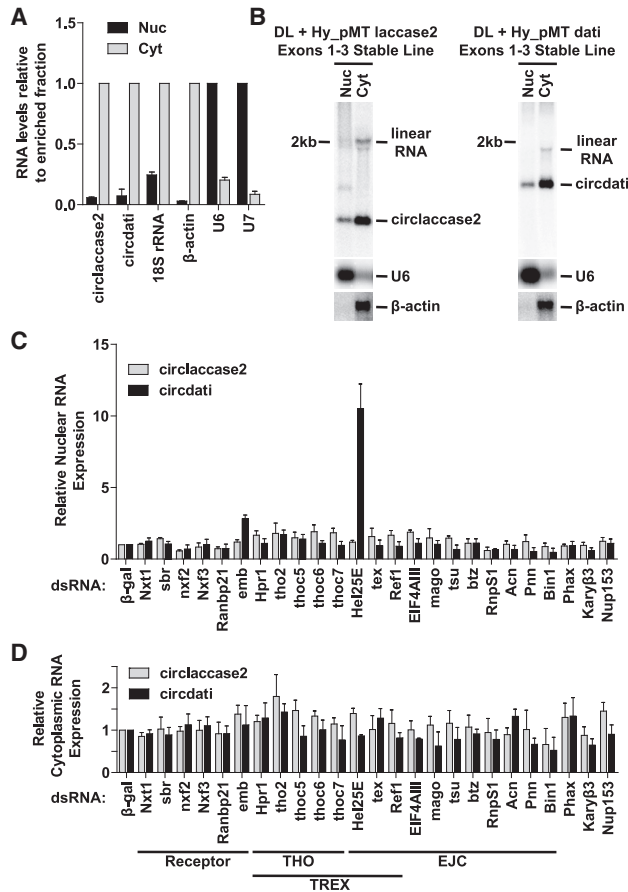 A
Nuc
Cyt
RNA levels relative
to enriched fraction
1.0
0.5
0.0
circlaccase2
circdati
18S rRNA
β-actin
U6
U7
B
DL + Hy_pMT laccase2
Exons 1-3 Stable Line
Nuc
Cyt
2kb
linear
RNA
circlaccase2
U6
β-actin
DL + Hy_pMT dati
Exons 1-3 Stable Line
Nuc
Cyt
2kb
linear
RNA
circdati
U6
β-actin
C
circlaccase2
circdati
Relative Nuclear RNA
Expression
15
10
5
0
dsRNA:
β-gal
Nxt1
sbr
nxf2
Nxf3
Ranbp21
emb
Hpr1
tho2
thoc5
thoc6
thoc7
Hel25E
tex
Ref1
EIF4AIII
mago
tsu
btz
RnpS1
Acn
Pnn
Bin1
Phax
Karyβ3
Nup153
D
circlaccase2
circdati
Relative
Cytoplasmic RNA
Expression
2
1
0
dsRNA:
β-gal
Nxt1
sbr
nxf2
Nxf3
Ranbp21
emb
Hpr1
tho2
thoc5
thoc6
thoc7
Hel25E
tex
Ref1
EIF4AIII
mago
tsu
btz
RnpS1
Acn
Pnn
Bin1
Phax
Karyβ3
Nup153
Receptor
THO
EJC
TREX